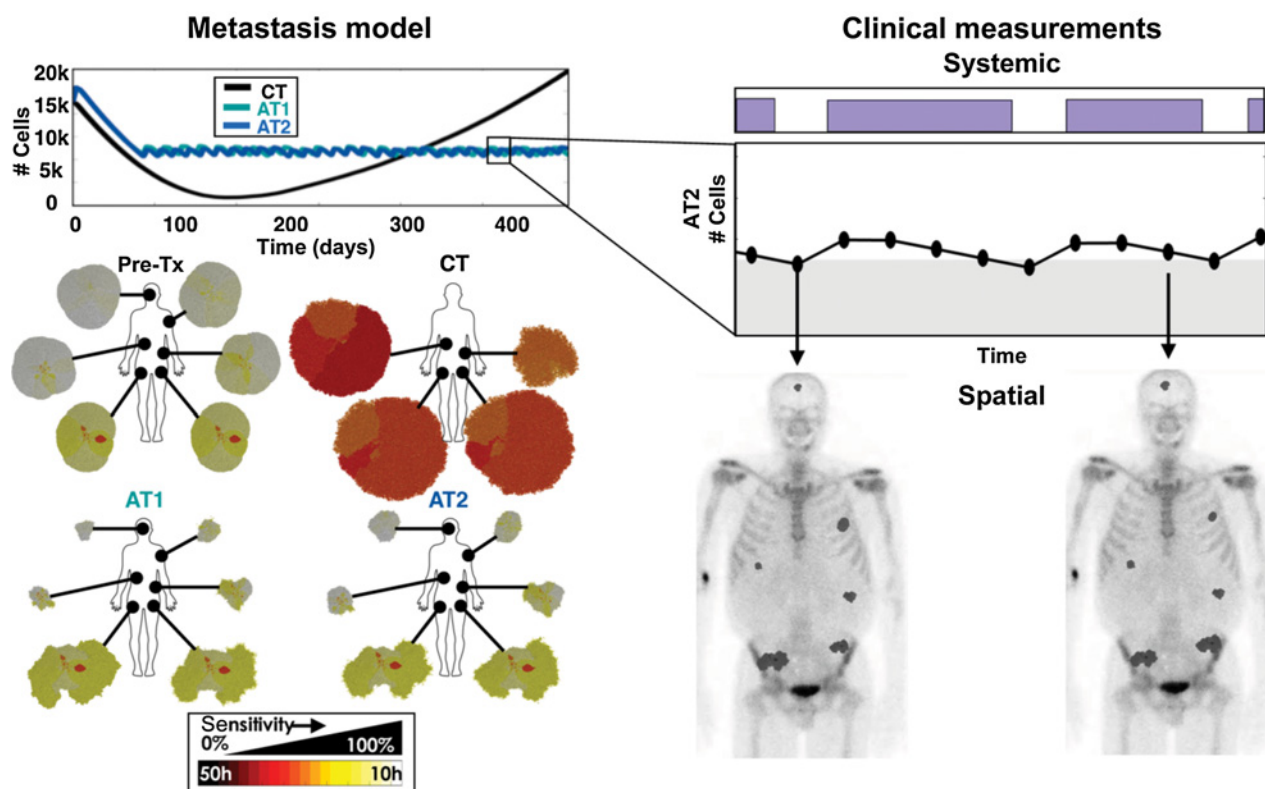 Metastasis model
20k
15k
10k
5k
0
# Cells
CT
AT1
AT2
0
100
200
300
400
Time (days)
Pre-Tx
CT
AT1
AT2
Sensitivity
0%
100%
50h
10h
Clinical measurements
Systemic
AT2
# Cells
Time
Spatial